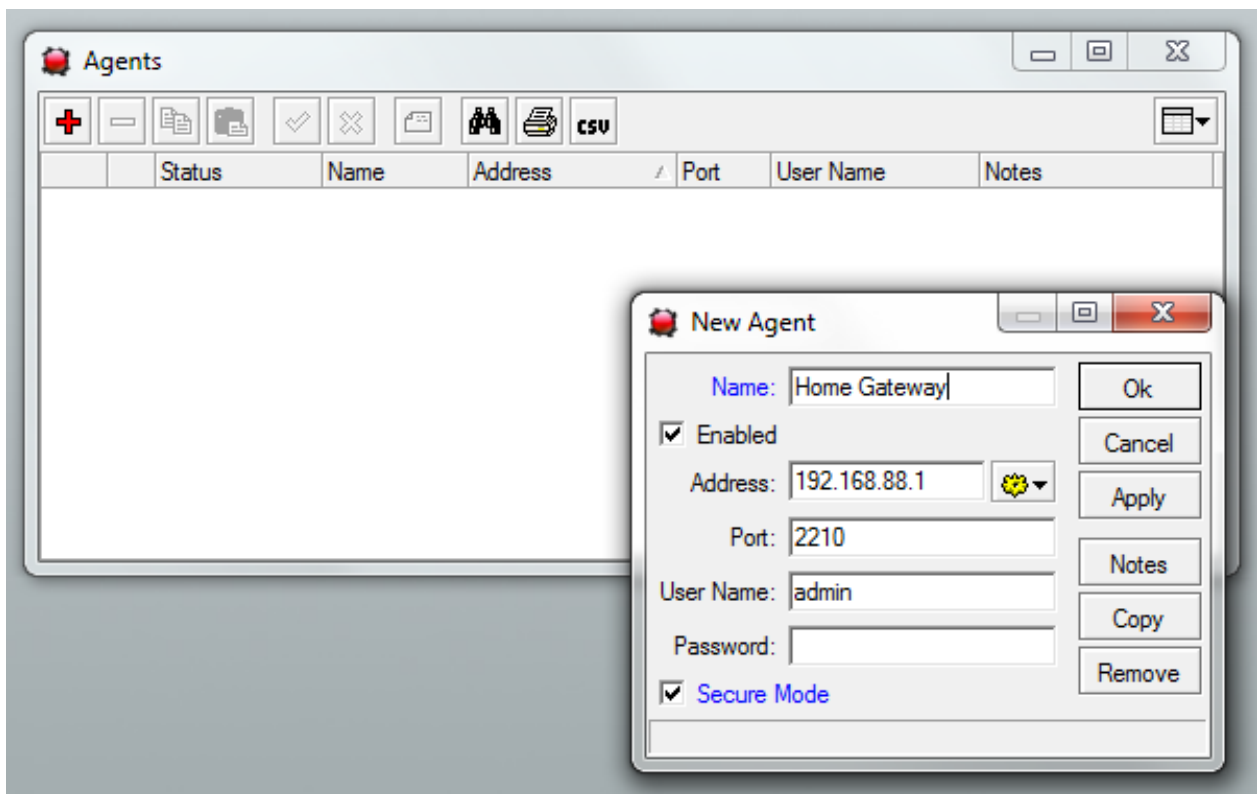 Agents
csv
Status Name Address Port User Name Notes
New Agent
Name: Home Gateway Ok
Enabled Cancel
Address: 192.168.88.1 Apply
Port: 2210
Notes
User Name: admin
Copy
Password:
Remove
Secure Mode